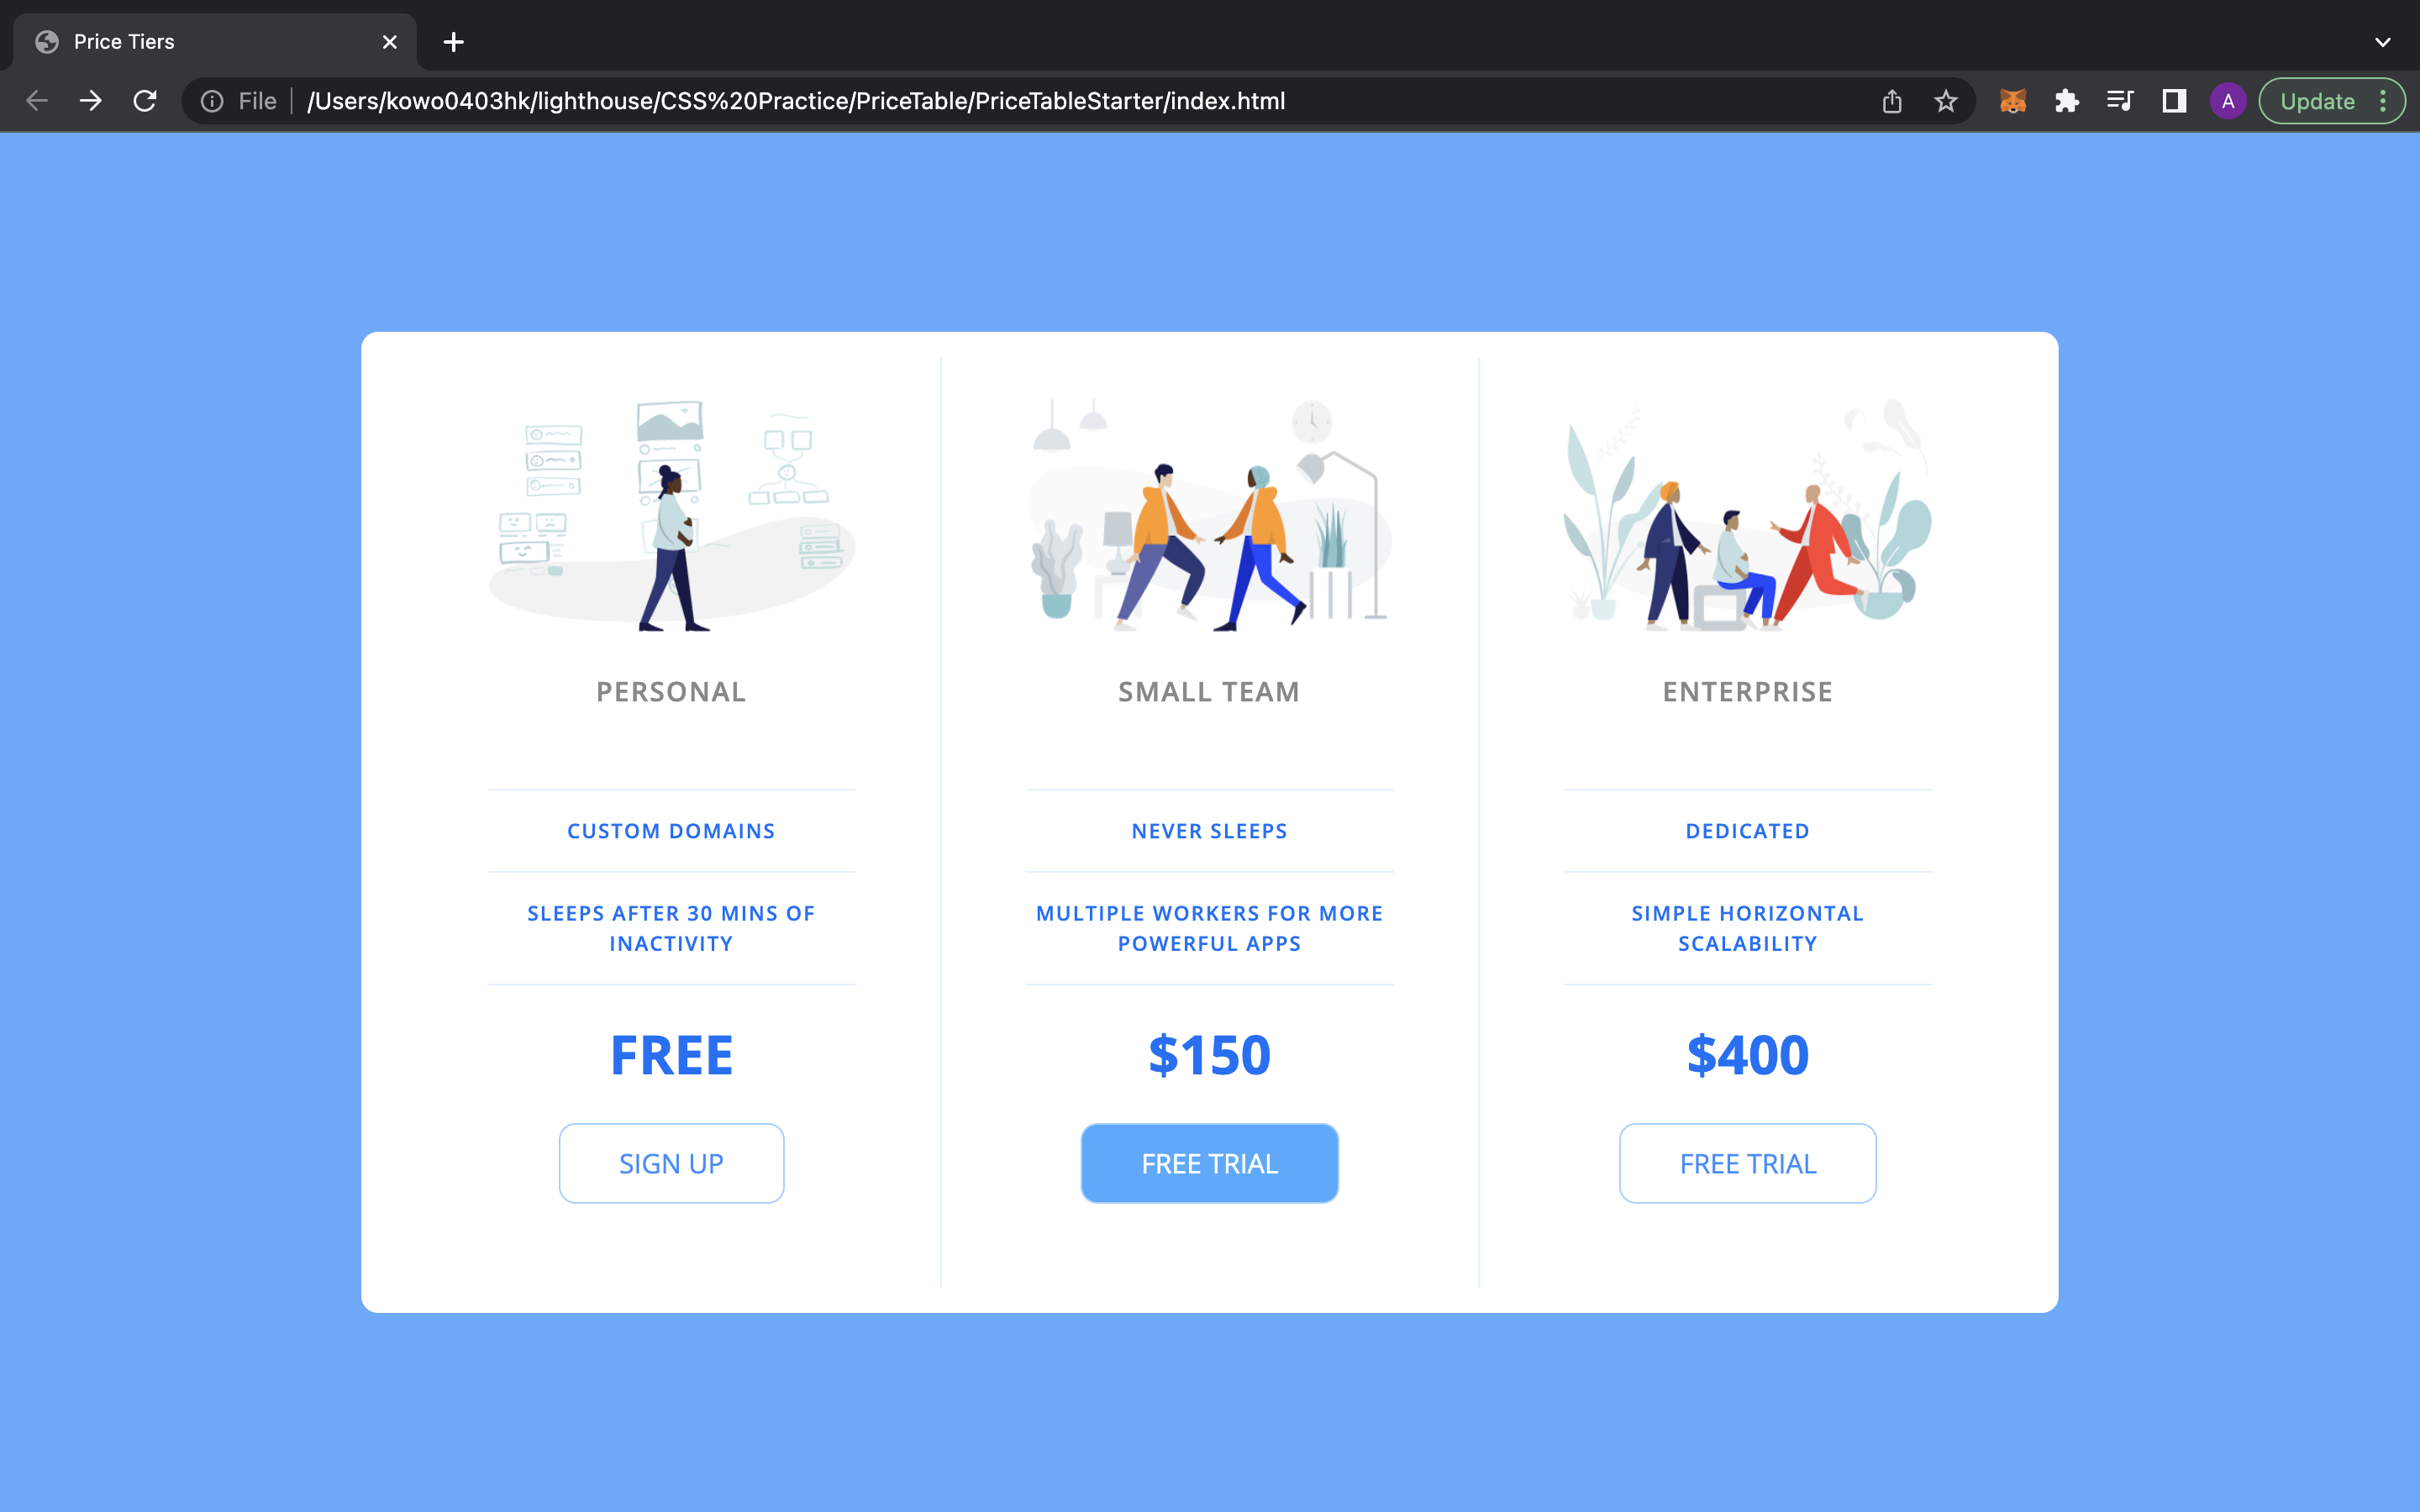 Price Tiers
File
/Users/kowo0403hk/lighthouse/CSS%20Practice/PriceTable/PriceTableStarter/index.html
A
Update
PERSONAL
CUSTOM DOMAINS
SLEEPS AFTER 30 MINS OF
INACTIVITY
FREE
SIGN UP
SMALL TEAM
NEVER SLEEPS
MULTIPLE WORKERS FOR MORE
POWERFUL APPS
$150
FREE TRIAL
ENTERPRISE
DEDICATED
SIMPLE HORIZONTAL
SCALABILITY
$400
FREE TRIAL